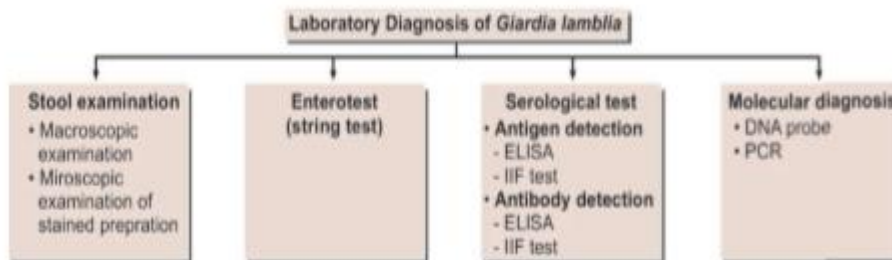 Laboratory Diagnosis of Giardia lamblia
Stool examination
• Macroscopic
examination
• Miroscopic
examination of
stained prepration
Enterotest
(string test)
Serological test
• Antigen detection
- ELISA
- IIF test
• Antibody detection
- ELISA
- IIF test
Molecular diagnosis
• DNA probe
• PCR